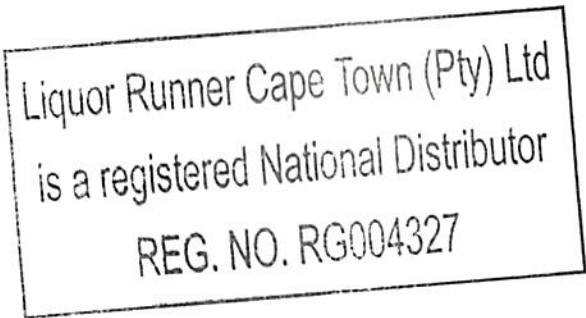 Liquor Runner Cape Town (Pty) Ltd
is a registered National Distributor
REG. NO. RG004327